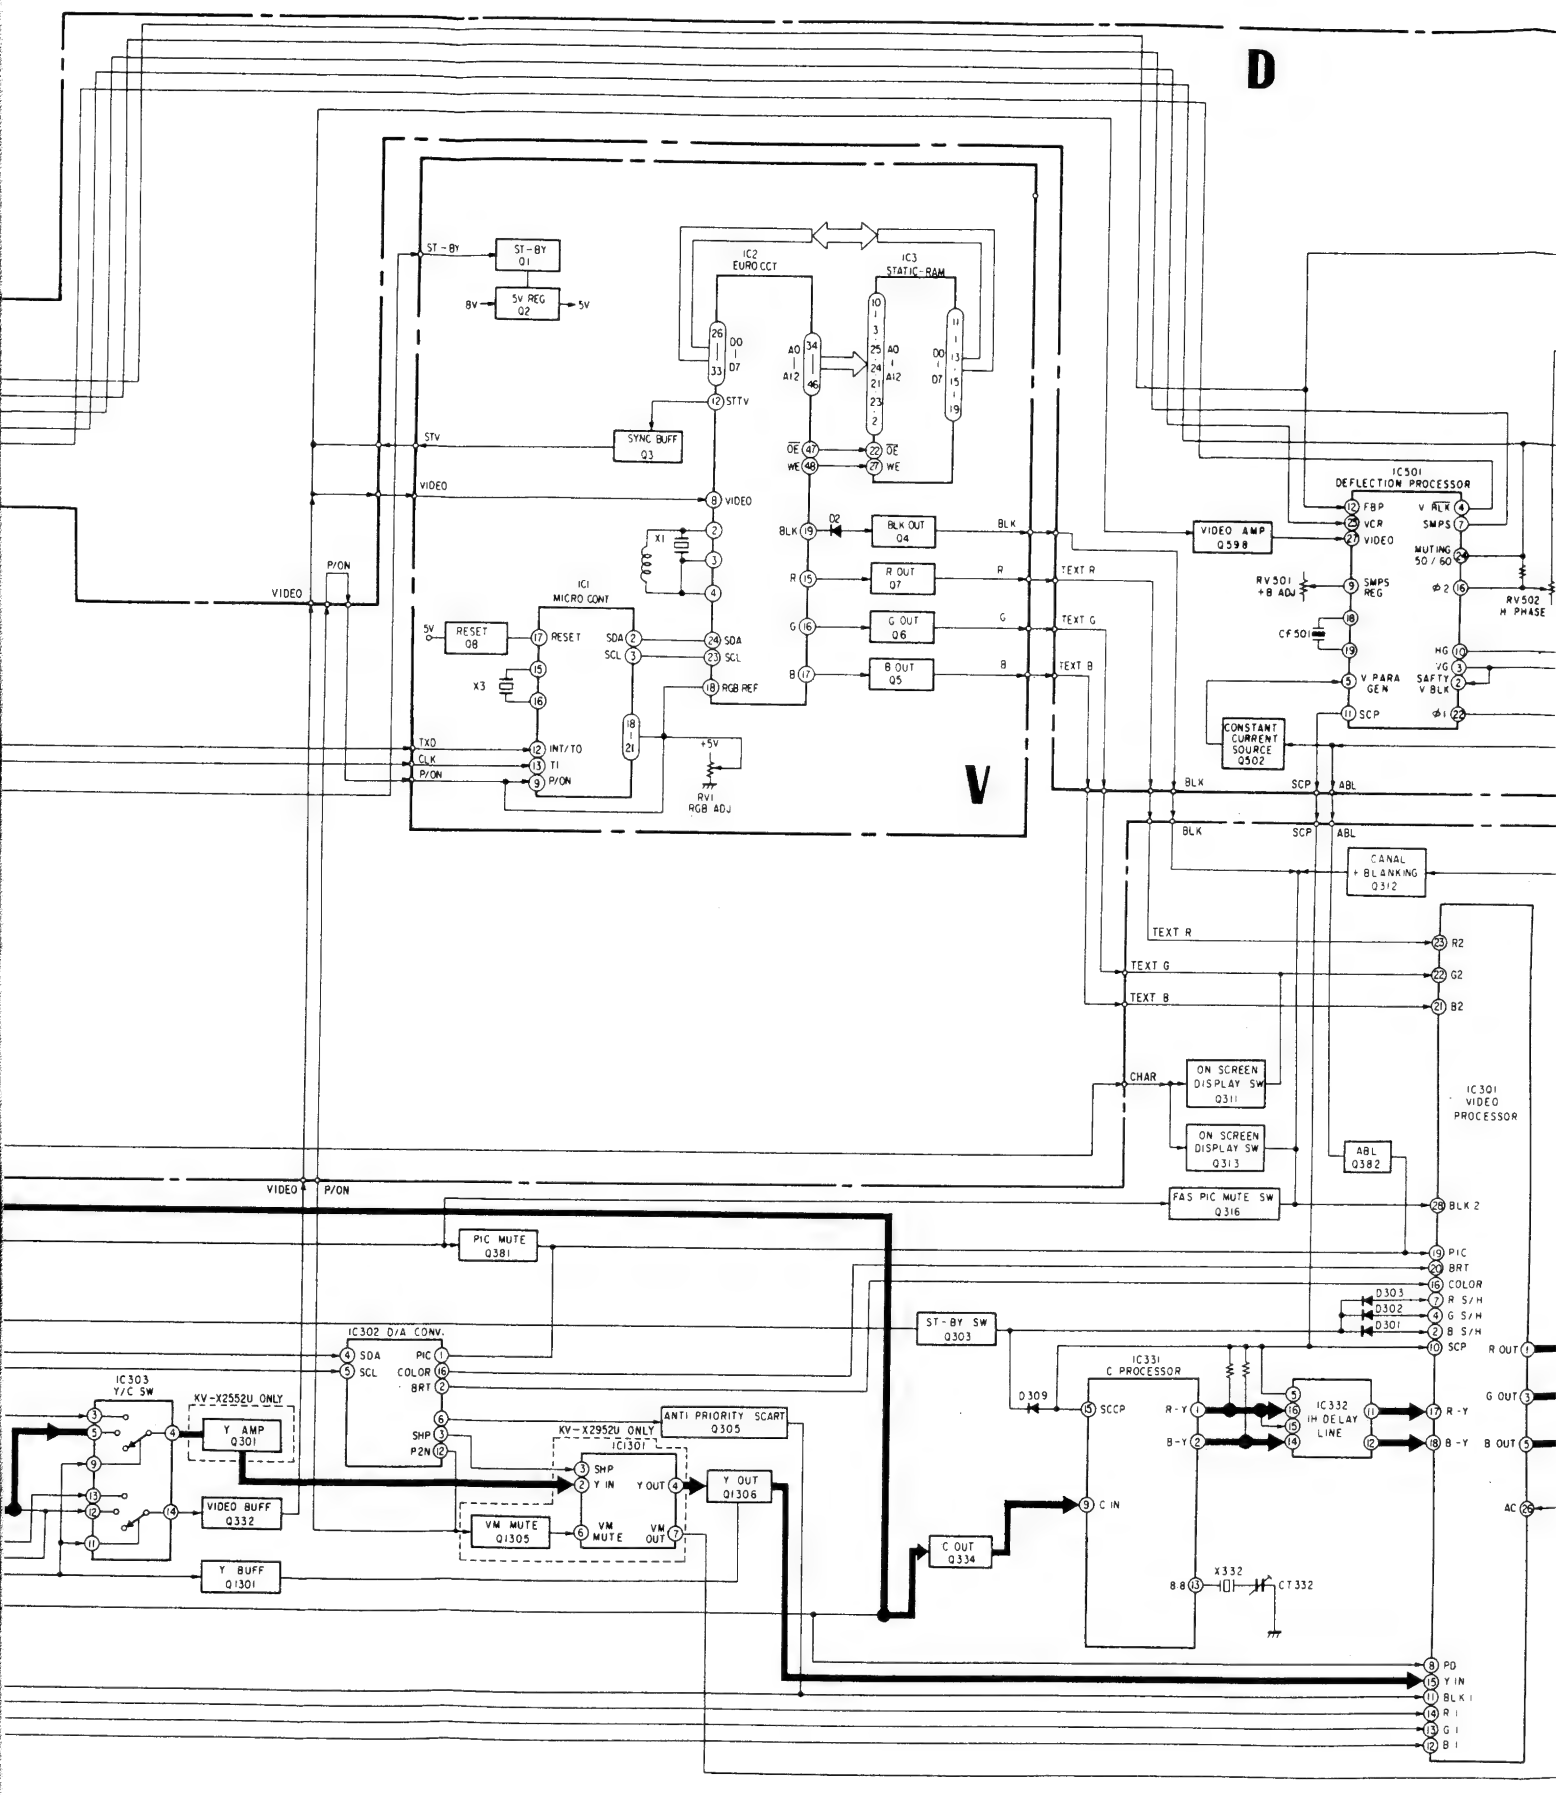 D
ST-BY
ST-BY
Q1
8V
5V REG
Q2
5V
IC2
EURO CCT
IC3
STATIC-RAM
26
33
D0
D7
A0
A12
34
46
10
1
3
25
24
21
23
2
A0
A12
D0
D7
11
13
15
19
12 STTV
STV
SYNC BUFF
Q3
OE 47
WE 48
22 OE
27 WE
VIDEO
8 VIDEO
2
X1
3
4
BLK 19
D2
BLK OUT
Q4
BLK
R 15
R OUT
Q7
R
TEXT R
G 16
G OUT
Q6
G
TEXT G
B 17
B OUT
Q5
B
TEXT B
P/ON
VIDEO
IC1
MICRO CONT
5V
RESET
Q8
17 RESET
SDA 2
SCL 3
24 SDA
23 SCL
18 RGB REF
15
X3
16
18
21
TXD
12 INT/TO
CLK
13 T1
P/ON
9 P/ON
+5V
RV1
RGB ADJ
V
IC501
DEFLECTION PROCESSOR
12 FBP
25 VCR
27 VIDEO
V BLK 4
SMPS 7
MUTING
50/60
24
VIDEO AMP
Q598
RV501
+B ADJ
9 SMPS
REG
ϕ2 16
RV502
H PHASE
18
CF501
19
HG 10
VG 3
5 V PARA
GEN
SAFTY
V BLK
2
11 SCP
ϕ1 22
CONSTANT
CURRENT
SOURCE
Q502
BLK
SCP
ABL
BLK
SCP
ABL
CANAL
+ BLANKING
Q312
TEXT R
23 R2
TEXT G
22 G2
TEXT B
21 B2
CHAR
ON SCREEN
DISPLAY SW
Q311
IC301
VIDEO
PROCESSOR
ON SCREEN
DISPLAY SW
Q313
ABL
Q382
VIDEO
P/ON
FAS PIC MUTE SW
Q316
28 BLK 2
PIC MUTE
Q381
19 PIC
20 BRT
16 COLOR
D303
7 R S/H
D302
4 G S/H
D301
2 B S/H
10 SCP
ST-BY SW
Q303
R OUT 1
IC302 D/A CONV.
4 SDA
5 SCL
PIC 1
COLOR 16
BRT 2
6
SHP 3
P2N 12
IC303
Y/C SW
3
5
4
9
13
12
14
11
KV-X2552U ONLY
Y AMP
Q301
VIDEO BUFF
Q332
Y BUFF
Q1301
ANTI PRIORITY SCART
Q305
KV-X2952U ONLY
IC1301
3 SHP
2 Y IN
Y OUT 4
6 VM
MUTE
VM
OUT
7
VM MUTE
Q1305
Y OUT
Q1306
IC331
C PROCESSOR
D309
15 SCCP
R-Y 1
B-Y 2
9 C IN
8.8 13
X332
CT332
C OUT
Q334
5
16
15
14
IC332
1H DELAY
LINE
11
12
17 R-Y
18 B-Y
G OUT 3
B OUT 5
AC 26
8 PD
15 Y IN
11 BLK 1
14 R 1
13 G 1
12 B 1